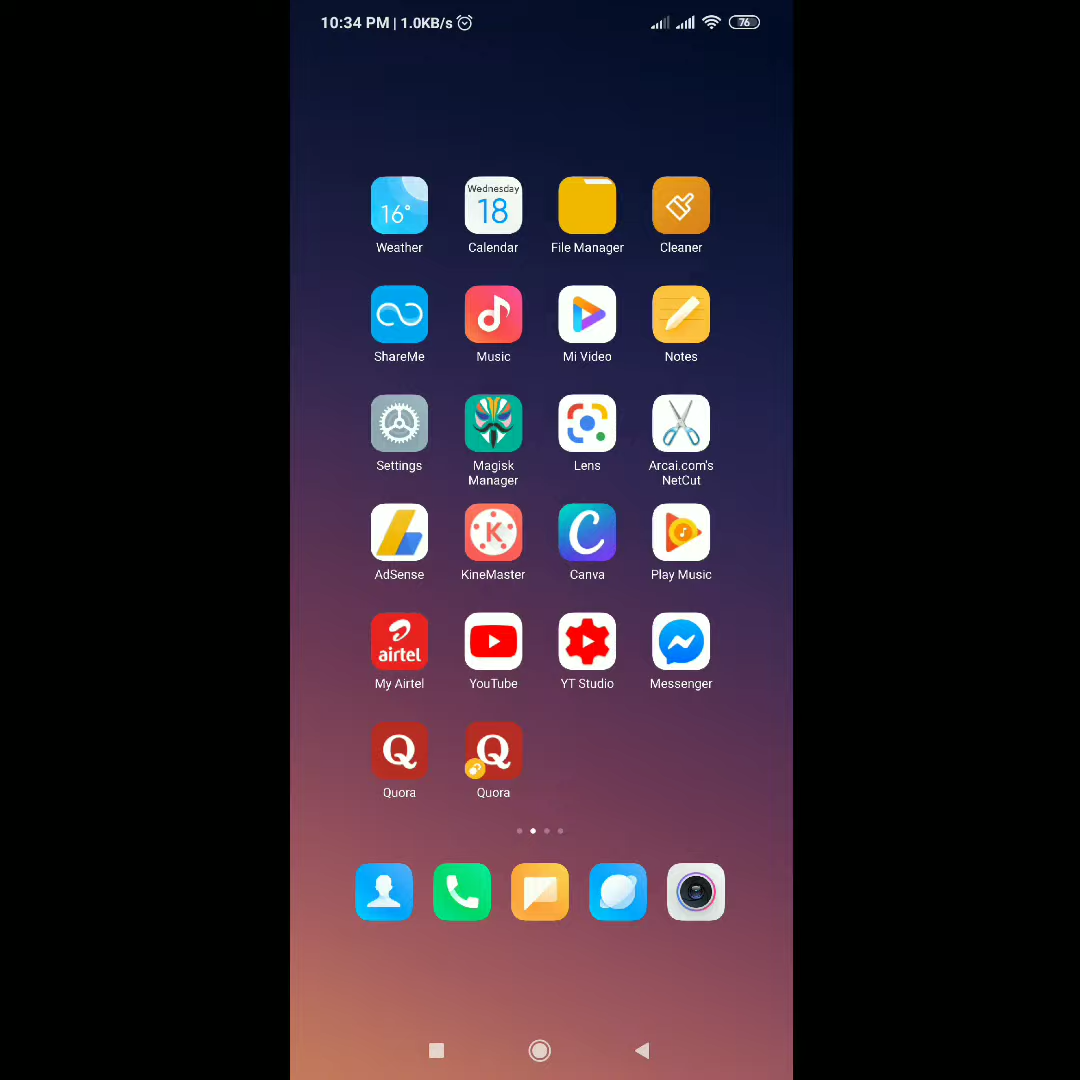 10:34 PM | 1.0KB/s
76
16°
Wednesday
18
Weather
Calendar
File Manager
Cleaner
ShareMe
Music
Mi Video
Notes
Settings
Magisk
Manager
Lens
Arcai.com's
NetCut
K
C
AdSense
KineMaster
Canva
Play Music
airtel
My Airtel
YouTube
YT Studio
Messenger
Q
Q
Quora
Quora